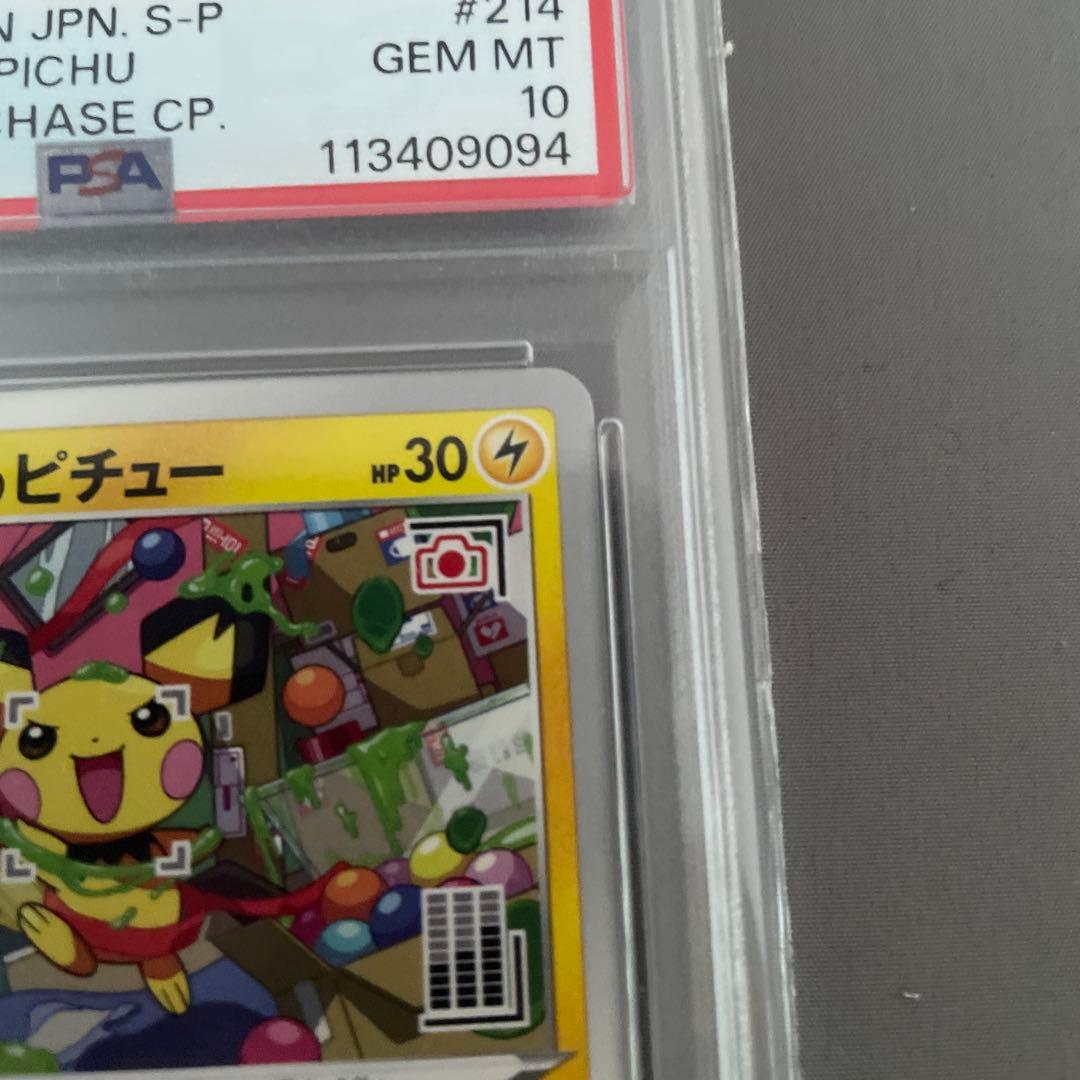 N JPN. S-P #214
PICHU GEM MT
CHASE CP. 10
PSA 113409094
ピチュー HP30